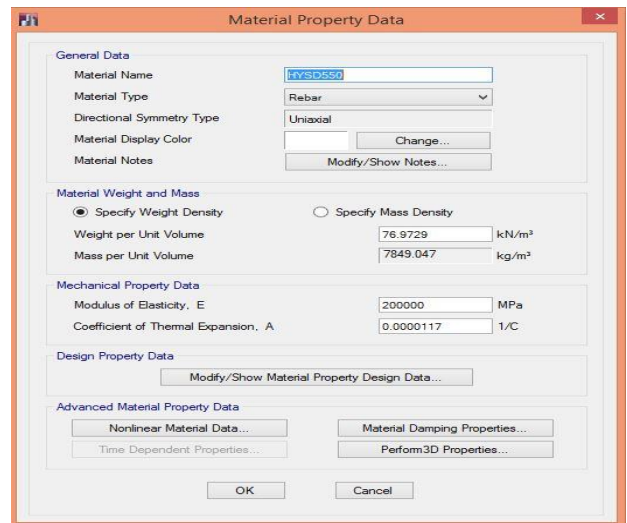 Material Property Data
General Data
Material Name HYSD550
Material Type Rebar
Directional Symmetry Type Uniaxial
Material Display Color Change...
Material Notes Modify/Show Notes...
Material Weight and Mass
Specify Weight Density Specify Mass Density
Weight per Unit Volume 76.9729 kN/m³
Mass per Unit Volume 7849.047 kg/m³
Mechanical Property Data
Modulus of Elasticity, E 200000 MPa
Coefficient of Thermal Expansion, A 0.0000117 1/C
Design Property Data
Modify/Show Material Property Design Data...
Advanced Material Property Data
Nonlinear Material Data... Material Damping Properties...
Time Dependent Properties... Perform3D Properties...
OK Cancel